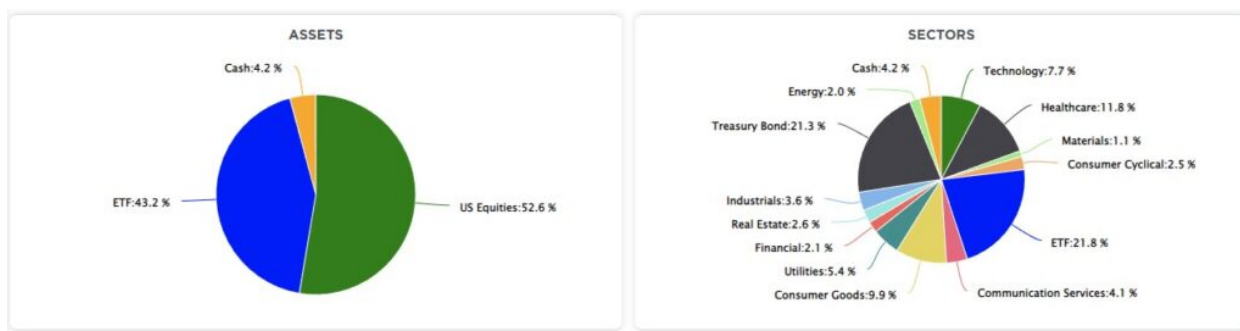 ASSETS
Cash:4.2 %
ETF:43.2 %
US Equities:52.6 %
SECTORS
Cash:4.2 %
Technology:7.7 %
Energy:2.0 %
Healthcare:11.8 %
Treasury Bond:21.3 %
Materials:1.1 %
Consumer Cyclical:2.5 %
Industrials:3.6 %
Real Estate:2.6 %
Financial:2.1 %
ETF:21.8 %
Utilities:5.4 %
Consumer Goods:9.9 %
Communication Services:4.1 %